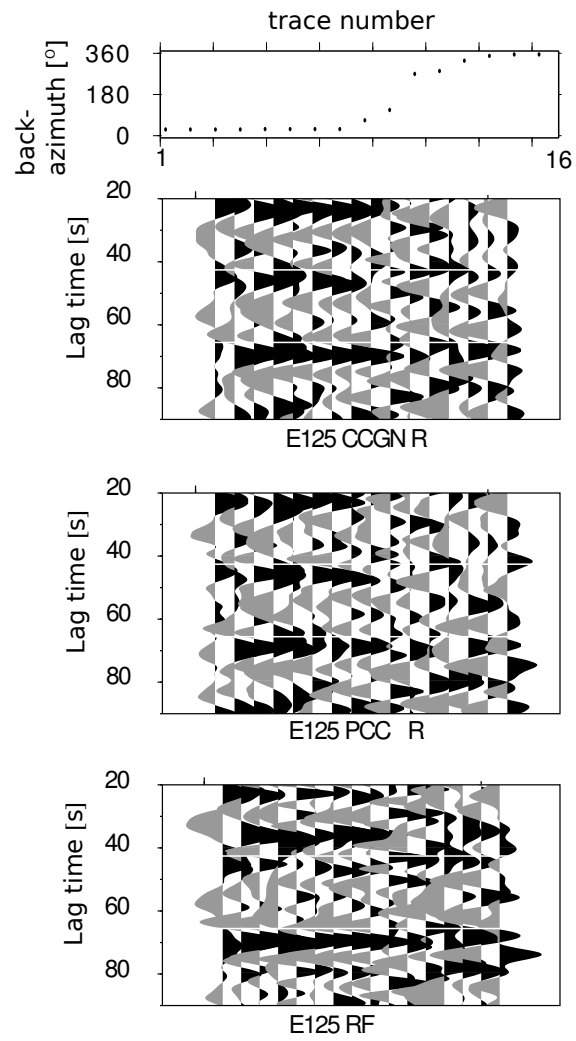 trace number
back-
azimuth [°]
360
180
0
1 16
Lag time [s]
20
40
60
80
E125 CCGN R
Lag time [s]
20
40
60
80
E125 PCC R
Lag time [s]
20
40
60
80
E125 RF